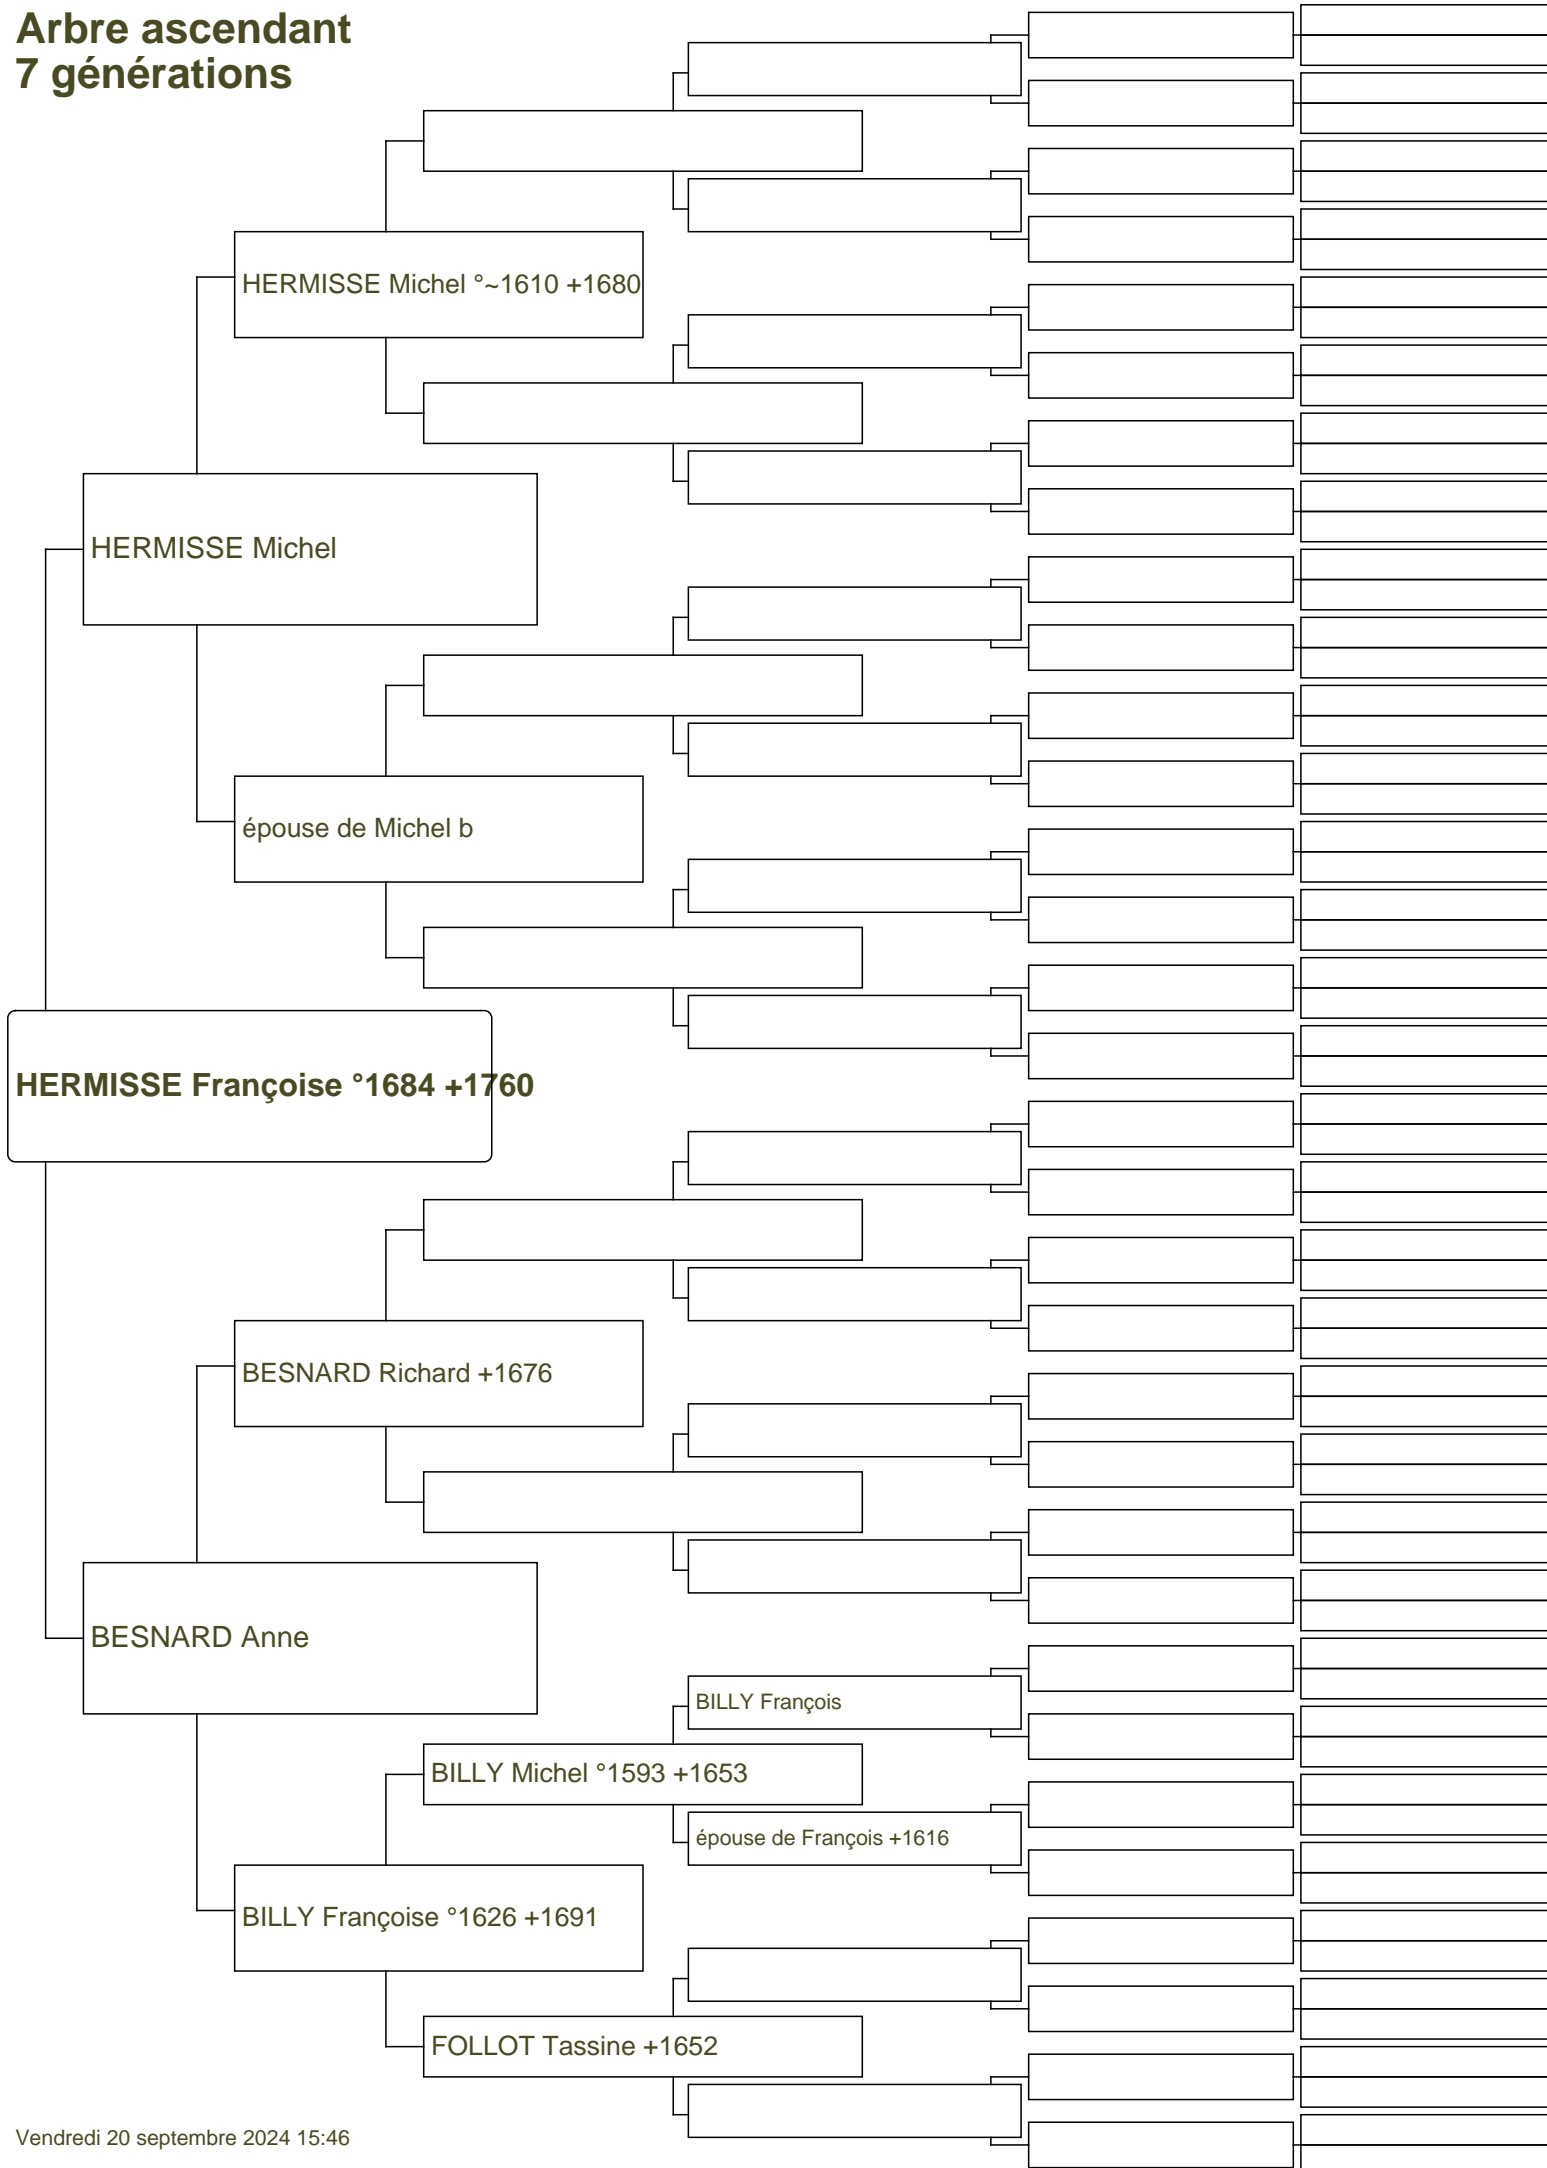 Arbre ascendant
7 générations
HERMISSE Michel °~1610 +1680
HERMISSE Michel
épouse de Michel b
HERMISSE Françoise °1684 +1760
BESNARD Richard +1676
BESNARD Anne
BILLY François
BILLY Michel °1593 +1653
épouse de François +1616
BILLY Françoise °1626 +1691
FOLLOT Tassine +1652
Vendredi 20 septembre 2024 15:46